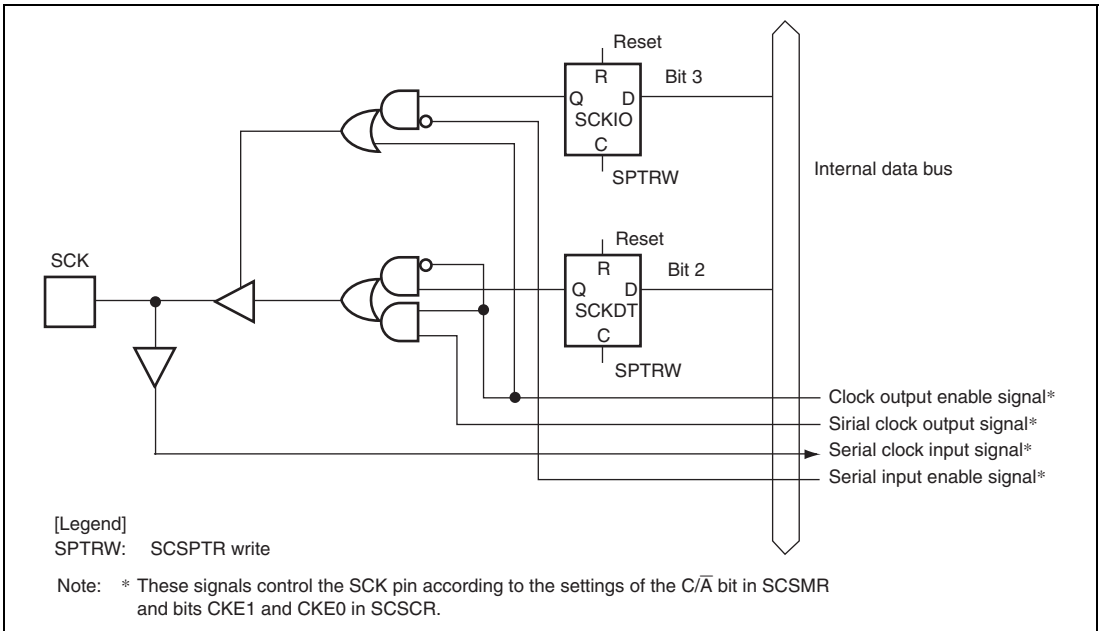 Reset
R
Bit 3
Q D
SCKIO
C
SPTRW
Internal data bus
Reset
SCK
R
Bit 2
Q D
SCKDT
C
SPTRW
Clock output enable signal*
Sirial clock output signal*
Serial clock input signal*
Serial input enable signal*
[Legend]
SPTRW: SCSPTR write
Note: * These signals control the SCK pin according to the settings of the C/A̅ bit in SCSMR
and bits CKE1 and CKE0 in SCSCR.